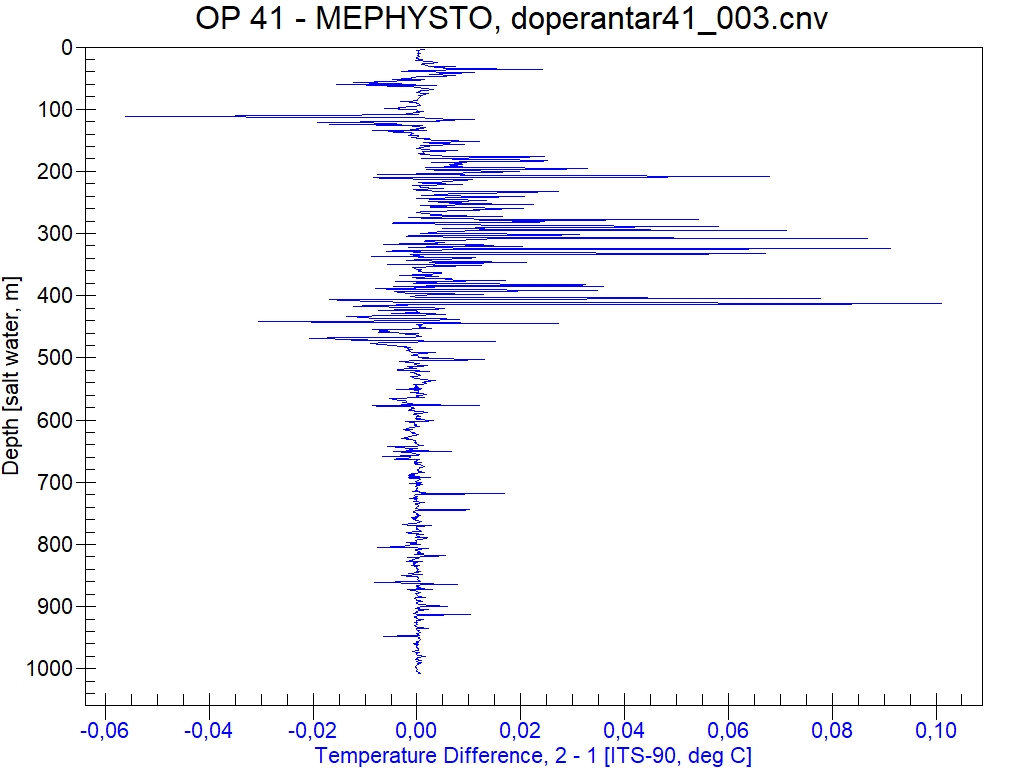 OP 41 - MEPHYSTO, doperantar41_003.cnv
0
100
200
300
400
500
600
700
800
900
1000
Depth [salt water, m]
-0,06 -0,04 -0,02 0,00 0,02 0,04 0,06 0,08 0,10
Temperature Difference, 2 - 1 [ITS-90, deg C]